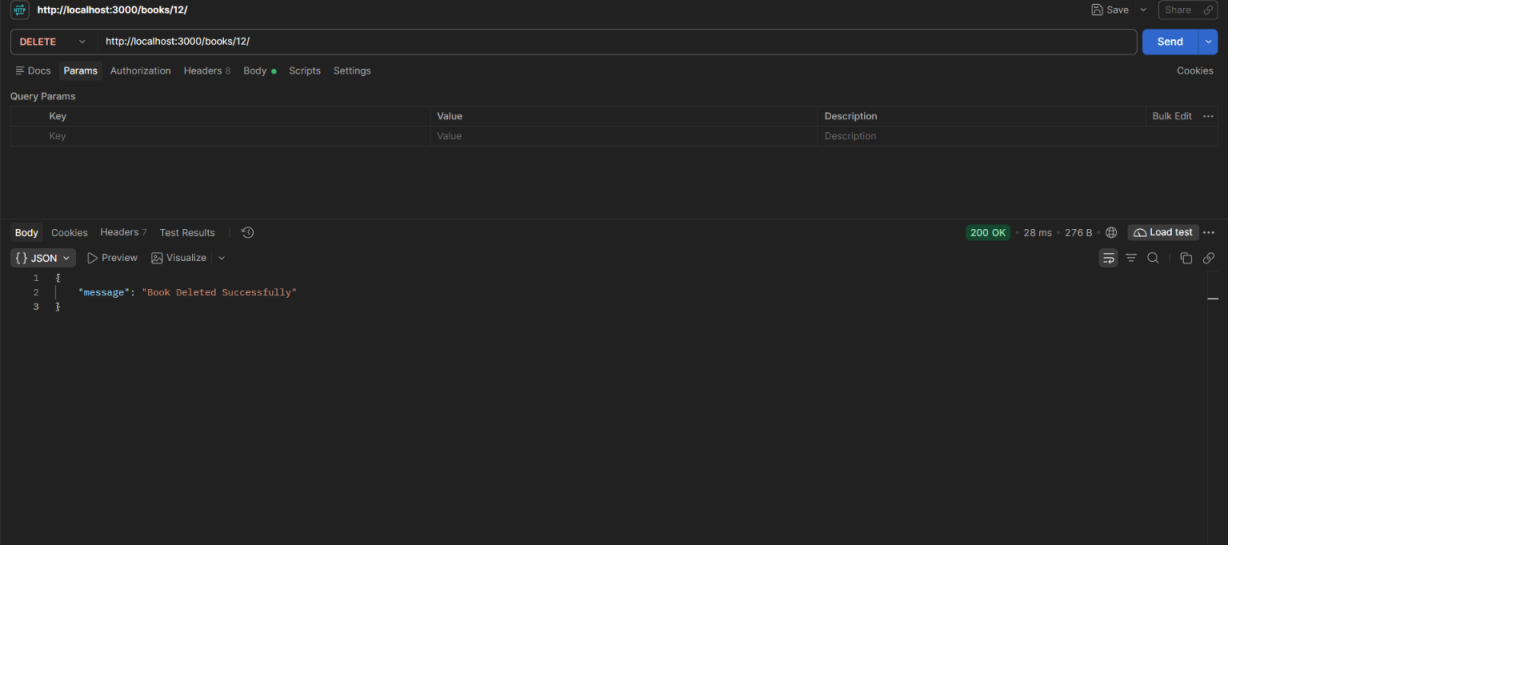 HTTP http://localhost:3000/books/12/ Save Share
DELETE http://localhost:3000/books/12/ Send
Docs Params Authorization Headers 8 Body Scripts Settings Cookies
Query Params
Key Value Description Bulk Edit
Key Value Description
Body Cookies Headers 7 Test Results 200 OK 28 ms 276 B Load test
{} JSON Preview Visualize
1 {
2 "message": "Book Deleted Successfully"
3 }